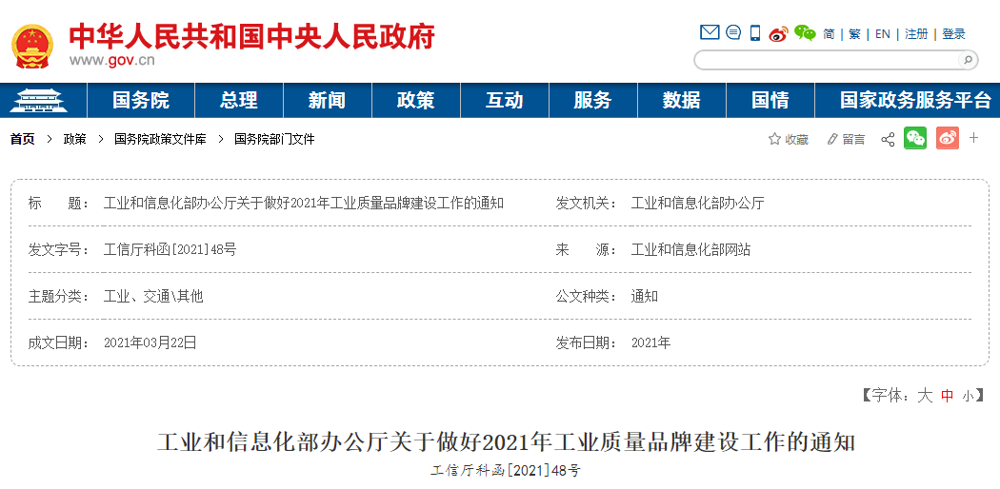 中华人民共和国中央人民政府
www.gov.cn
简 | 繁 | EN | 注册 | 登录
国务院 总理 新闻 政策 互动 服务 数据 国情 国家政务服务平台
首页 > 政策 > 国务院政策文件库 > 国务院部门文件 收藏 留言
标 题： 工业和信息化部办公厅关于做好2021年工业质量品牌建设工作的通知 发文机关： 工业和信息化部办公厅
发文字号： 工信厅科函[2021]48号 来 源： 工业和信息化部网站
主题分类： 工业、交通\其他 公文种类： 通知
成文日期： 2021年03月22日 发布日期： 2021年
【字体：大 中 小】
工业和信息化部办公厅关于做好2021年工业质量品牌建设工作的通知
工信厅科函[2021]48号